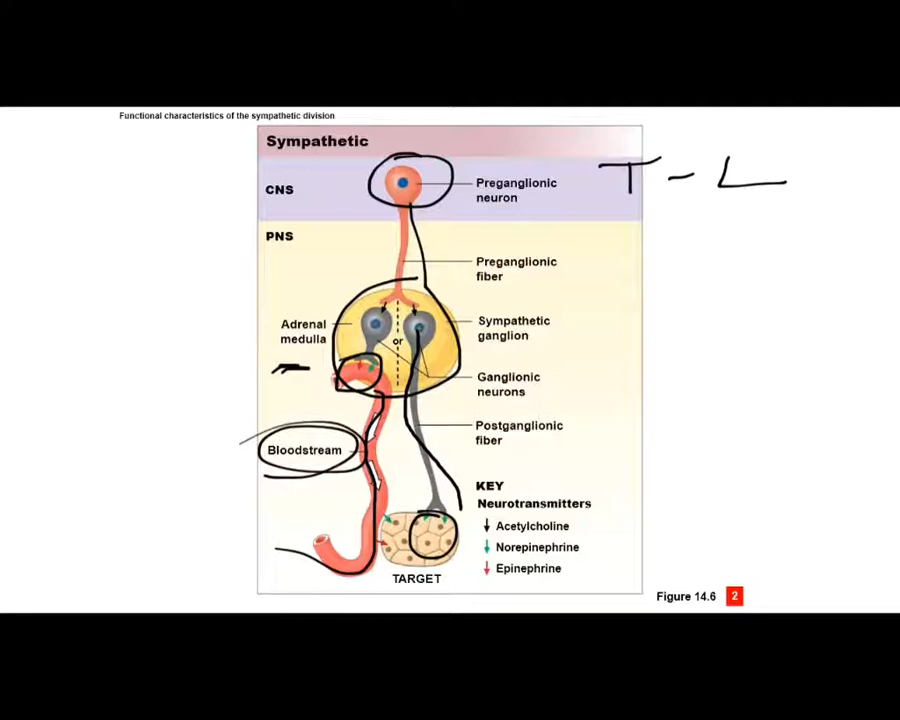 Functional characteristics of the sympathetic division
Sympathetic
T - L
CNS
Preganglionic
neuron
PNS
Preganglionic
fiber
Adrenal
medulla
or
Sympathetic
ganglion
Ganglionic
neurons
Postganglionic
fiber
Bloodstream
KEY
Neurotransmitters
Acetylcholine
Norepinephrine
Epinephrine
TARGET
Figure 14.6 2